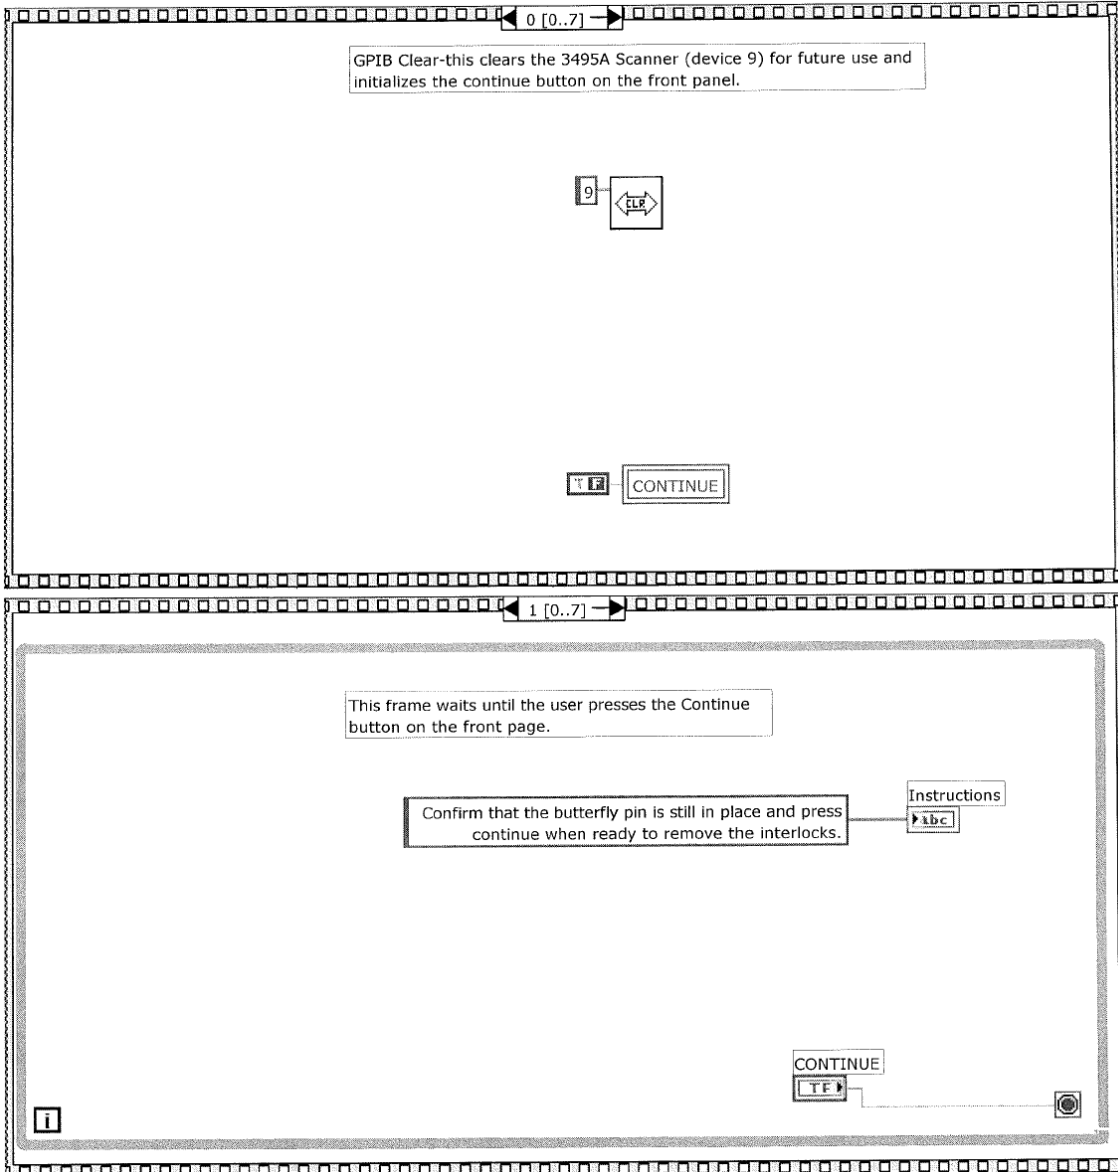 0 [0..7]
GPIB Clear-this clears the 3495A Scanner (device 9) for future use and
initializes the continue button on the front panel.
9
CLR
T F
CONTINUE
1 [0..7]
This frame waits until the user presses the Continue
button on the front page.
Instructions
Confirm that the butterfly pin is still in place and press
continue when ready to remove the interlocks.
abc
CONTINUE
TF
i